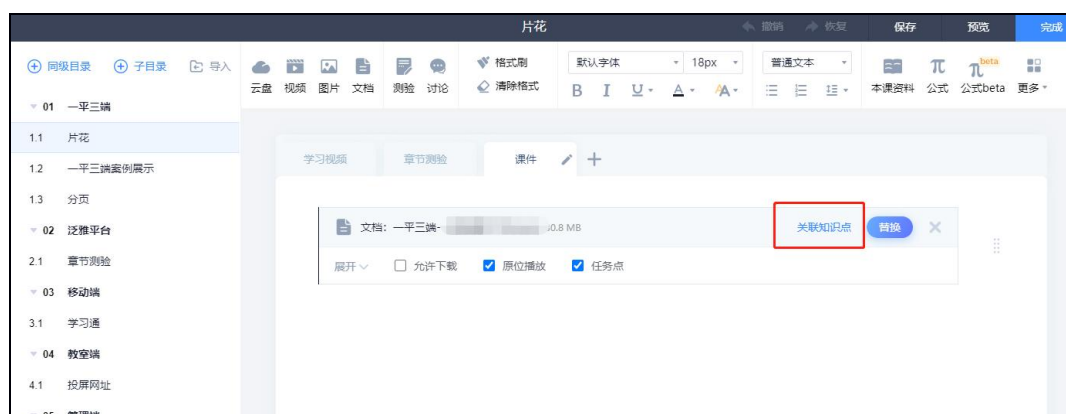 片花 撤销 恢复 保存 预览 完成
同级目录 子目录 导入
云盘 视频 图片 文档 测验 讨论
格式刷
清除格式
默认字体 18px 普通文本
B I U A A
本课资料 π 公式 π beta 公式beta 更多
01 一平三端
1.1 片花
1.2 一平三端案例展示
1.3 分页
02 泛雅平台
2.1 章节测验
03 移动端
3.1 学习通
04 教室端
4.1 投屏网址
05 管理端
学习视频 章节测验 课件
文档：一平三端- 0.8 MB 关联知识点 替换
展开 允许下载 原位播放 任务点